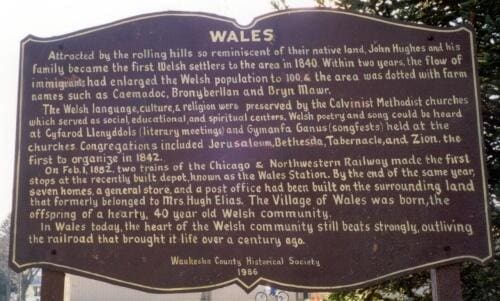 WALES
Attracted by the rolling hills so reminiscent of their native land, John Hughes and his
family became the first Welsh settlers to the area in 1840. Within two years, the flow of
immigrants had enlarged the Welsh population to 100, & the area was dotted with farm
names such as Caernadoc, Bronyberllan and Bryn Mawr.
The Welsh language, culture, & religion were preserved by the Calvinist Methodist churches
which served as social, educational, and spiritual centers. Welsh poetry and song could be heard
at Cyfarod Llenyddols (literary meetings) and Gymanfa Ganus (songfests) held at the
churches. Congregations included Jerusaleum, Bethesda, Tabernacle, and Zion, the
first to organize in 1842.
On Feb. 1, 1882, two trains of the Chicago & Northwestern Railway made the first
stops at the recently built depot, known as the Wales Station. By the end of the same year,
seven homes, a general store, and a post office had been built on the surrounding land
that formerly belonged to Mrs. Hugh Elias. The Village of Wales was born, the
offspring of a hearty, 40 year old Welsh community.
In Wales today, the heart of the Welsh community still beats strongly, outliving
the railroad that brought it life over a century ago.
Waukesha County Historical Society
1986